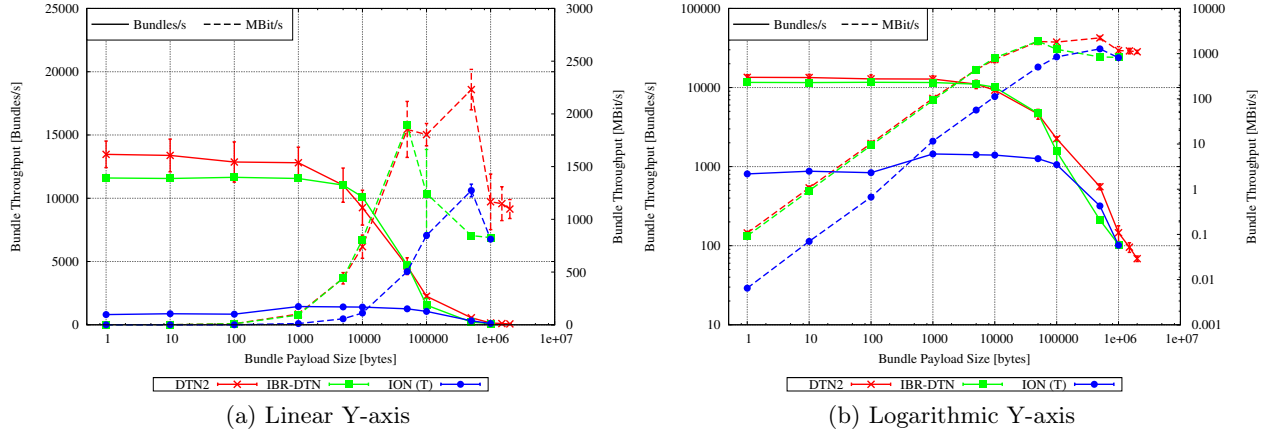 Bundles/s MBit/s
25000
20000
15000
10000
5000
0
Bundle Throughput [Bundles/s]
3000
2500
2000
1500
1000
500
0
Bundle Throughput [MBit/s]
1 10 100 1000 10000 100000 1e+06 1e+07
Bundle Payload Size [bytes]
DTN2 IBR-DTN ION (T)
(a) Linear Y-axis
Bundles/s MBit/s
100000
10000
1000
100
10
Bundle Throughput [Bundles/s]
10000
1000
100
10
1
0.1
0.01
0.001
Bundle Throughput [MBit/s]
1 10 100 1000 10000 100000 1e+06 1e+07
Bundle Payload Size [bytes]
DTN2 IBR-DTN ION (T)
(b) Logarithmic Y-axis